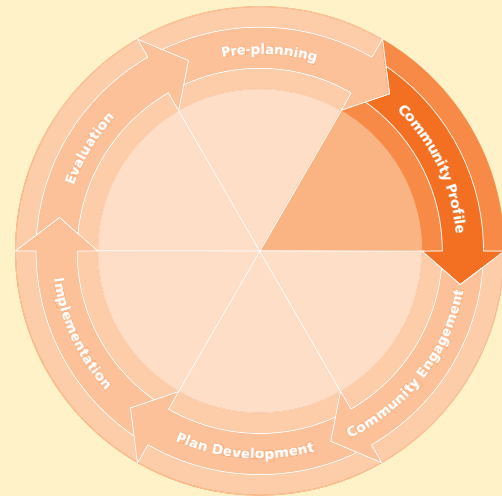 Pre-planning
Community Profile
Community Engagement
Plan Development
Implementation
Evaluation